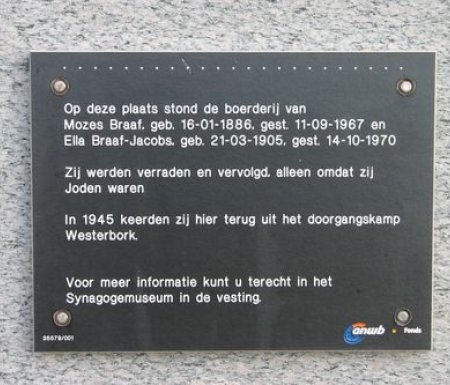 Op deze plaats stond de boerderij van
Mozes Braaf, geb. 16-01-1886, gest. 11-09-1967 en
Ella Braaf-Jacobs, geb. 21-03-1905, gest. 14-10-1970
Zij werden verraden en vervolgd, alleen omdat zij
Joden waren
In 1945 keerden zij hier terug uit het doorgangskamp
Westerbork.
Voor meer informatie kunt u terecht in het
Synagogemuseum in de vesting.
35579/001
anwb Fonds